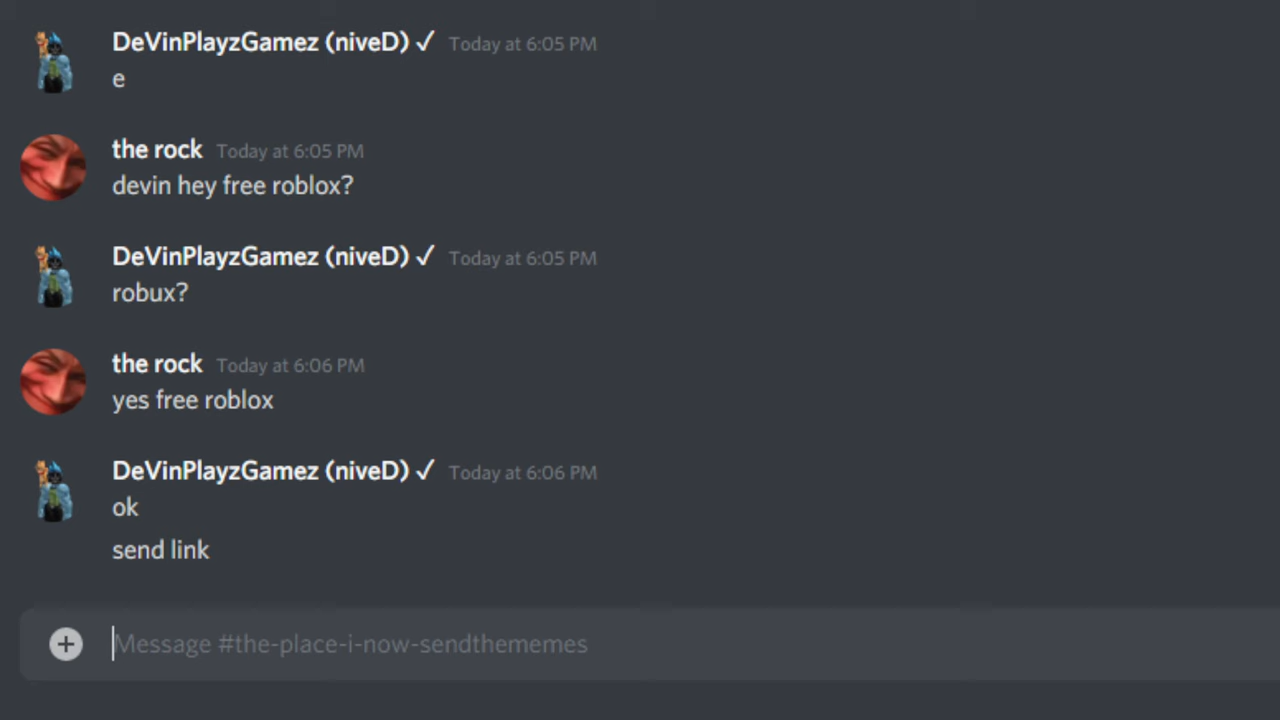 DeVinPlayzGamez (niveD) ✓ Today at 6:05 PM
e
the rock Today at 6:05 PM
devin hey free roblox?
DeVinPlayzGamez (niveD) ✓ Today at 6:05 PM
robux?
the rock Today at 6:06 PM
yes free roblox
DeVinPlayzGamez (niveD) ✓ Today at 6:06 PM
ok
send link
Message #the-place-i-now-sendthememes